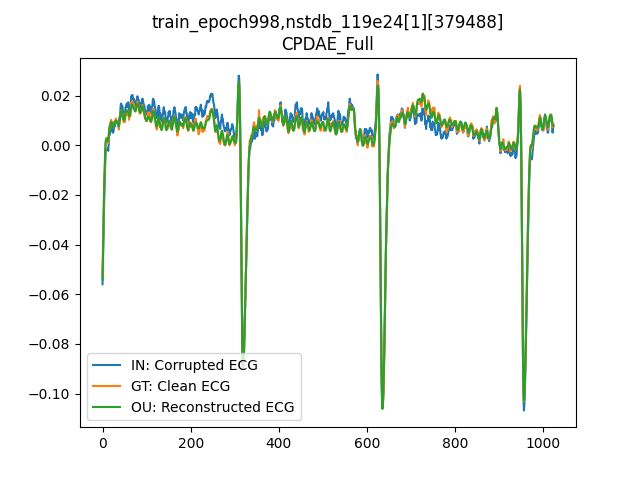 train_epoch998,nstdb_119e24[1][379488]
CPDAE_Full
0.02
0.00
−0.02
−0.04
−0.06
−0.08
−0.10
IN: Corrupted ECG
GT: Clean ECG
OU: Reconstructed ECG
0 200 400 600 800 1000